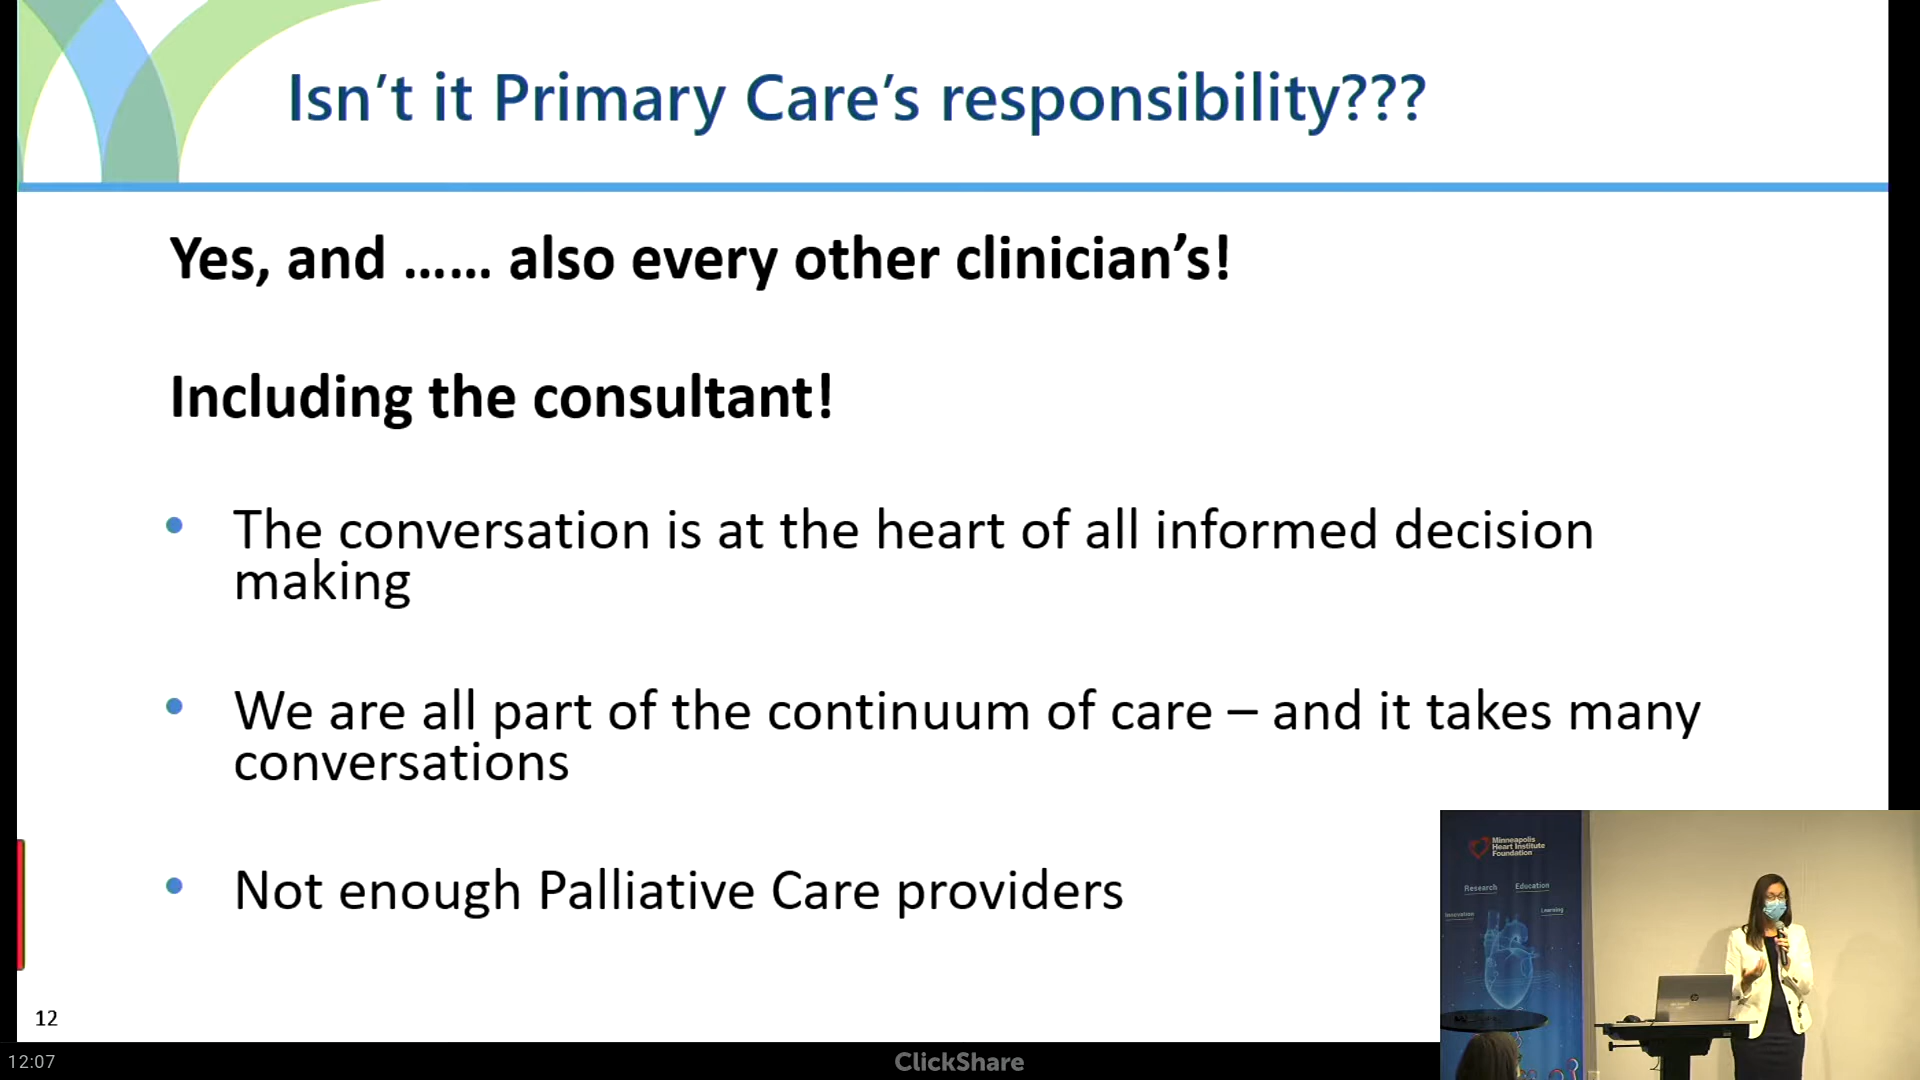 Isn't it Primary Care's responsibility???
Yes, and ...... also every other clinician's!
Including the consultant!
• The conversation is at the heart of all informed decision
making
• We are all part of the continuum of care – and it takes many
conversations
• Not enough Palliative Care providers
12
12:07
ClickShare
Minneapolis
Heart Institute
Foundation
Research
Education
Innovation
Learning
hp